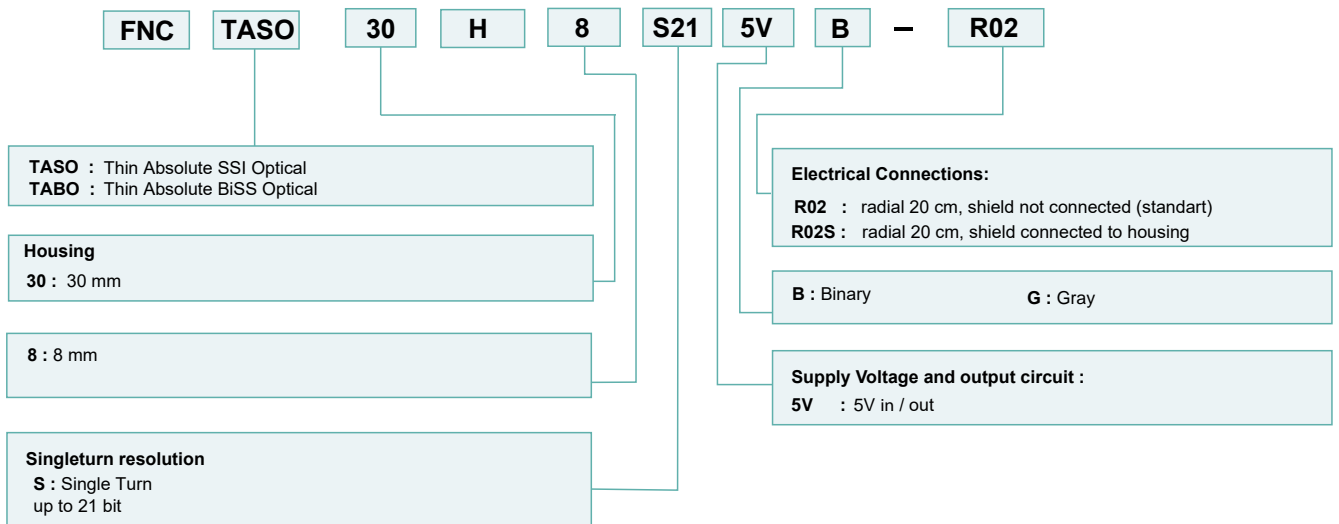 FNC TASO 30 H 8 S21 5V B – R02
TASO : Thin Absolute SSI Optical
TABO : Thin Absolute BiSS Optical
Housing
30 : 30 mm
8 : 8 mm
Singleturn resolution
S : Single Turn
up to 21 bit
Electrical Connections:
R02 : radial 20 cm, shield not connected (standart)
R02S : radial 20 cm, shield connected to housing
B : Binary G : Gray
Supply Voltage and output circuit :
5V : 5V in / out